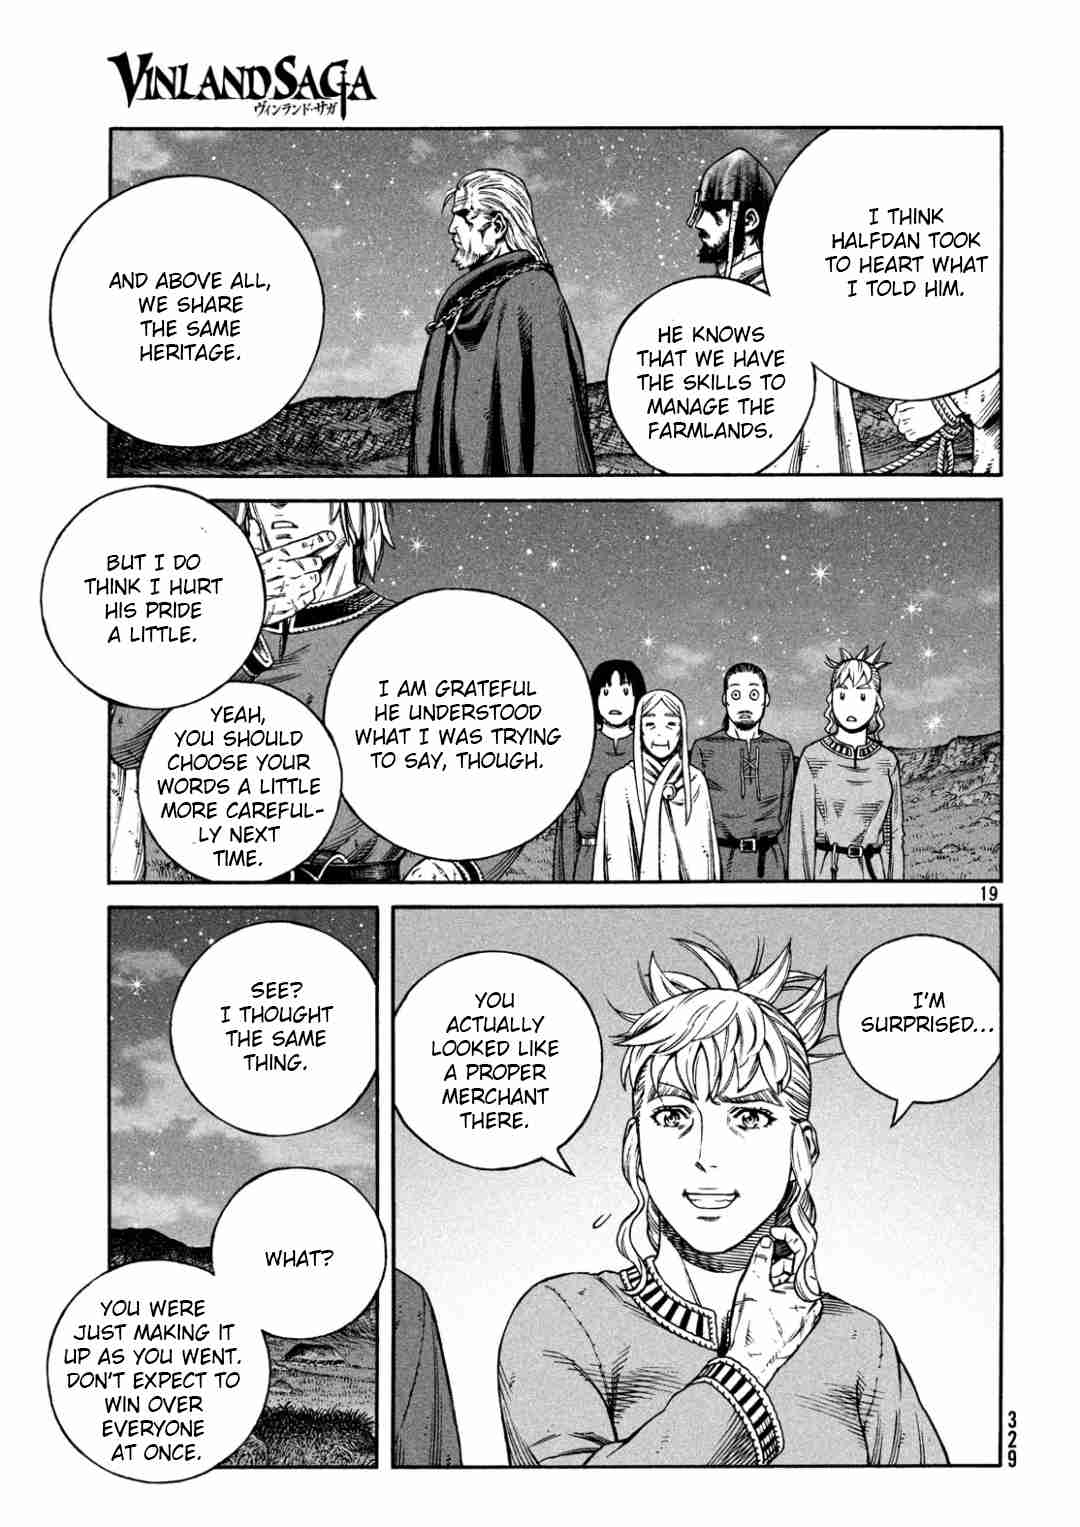 VINLAND SAGA
ヴィンランド・サガ
I THINK
HALFDAN TOOK
TO HEART WHAT
I TOLD HIM.
HE KNOWS
THAT WE HAVE
THE SKILLS TO
MANAGE THE
FARMLANDS.
AND ABOVE ALL,
WE SHARE
THE SAME
HERITAGE.
BUT I DO
THINK I HURT
HIS PRIDE
A LITTLE.
I AM GRATEFUL
HE UNDERSTOOD
WHAT I WAS TRYING
TO SAY, THOUGH.
YEAH,
YOU SHOULD
CHOOSE YOUR
WORDS A LITTLE
MORE CAREFUL-
LY NEXT
TIME.
19
I'M
SURPRISED...
YOU
ACTUALLY
LOOKED LIKE
A PROPER
MERCHANT
THERE.
SEE?
I THOUGHT
THE SAME
THING.
WHAT?
YOU WERE
JUST MAKING IT
UP AS YOU WENT.
DON'T EXPECT TO
WIN OVER
EVERYONE
AT ONCE.
329